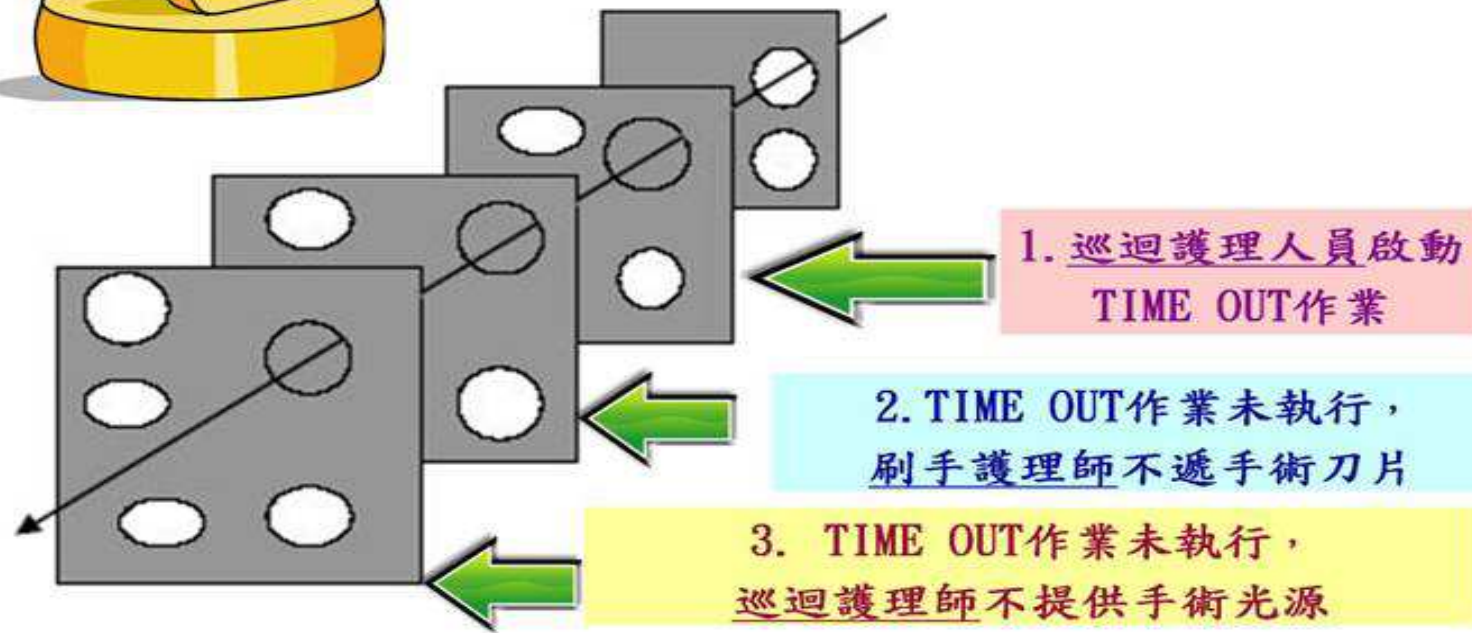 1. 巡迴護理人員啟動
TIME OUT作業
2. TIME OUT作業未執行，
刷手護理師不遞手術刀片
3. TIME OUT作業未執行，
巡迴護理師不提供手術光源